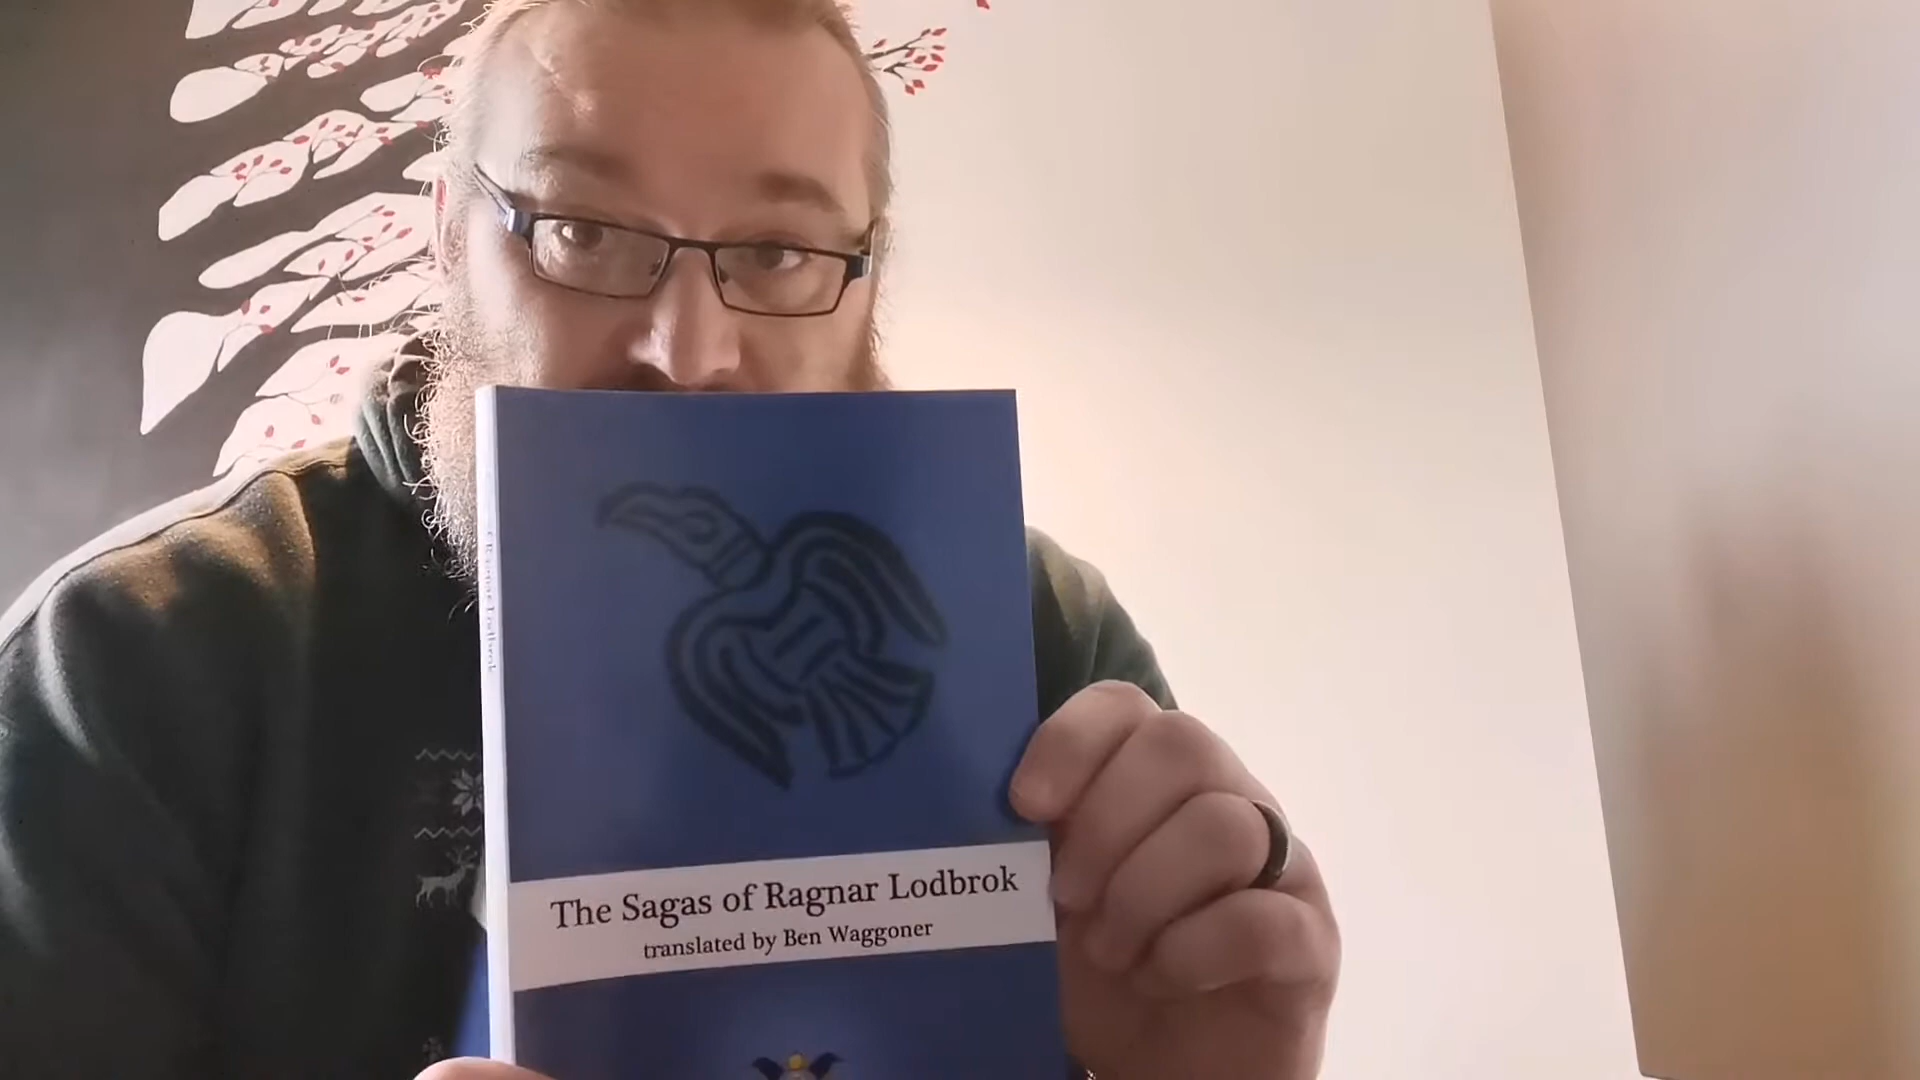 The Sagas of Ragnar Lodbrok
translated by Ben Waggoner